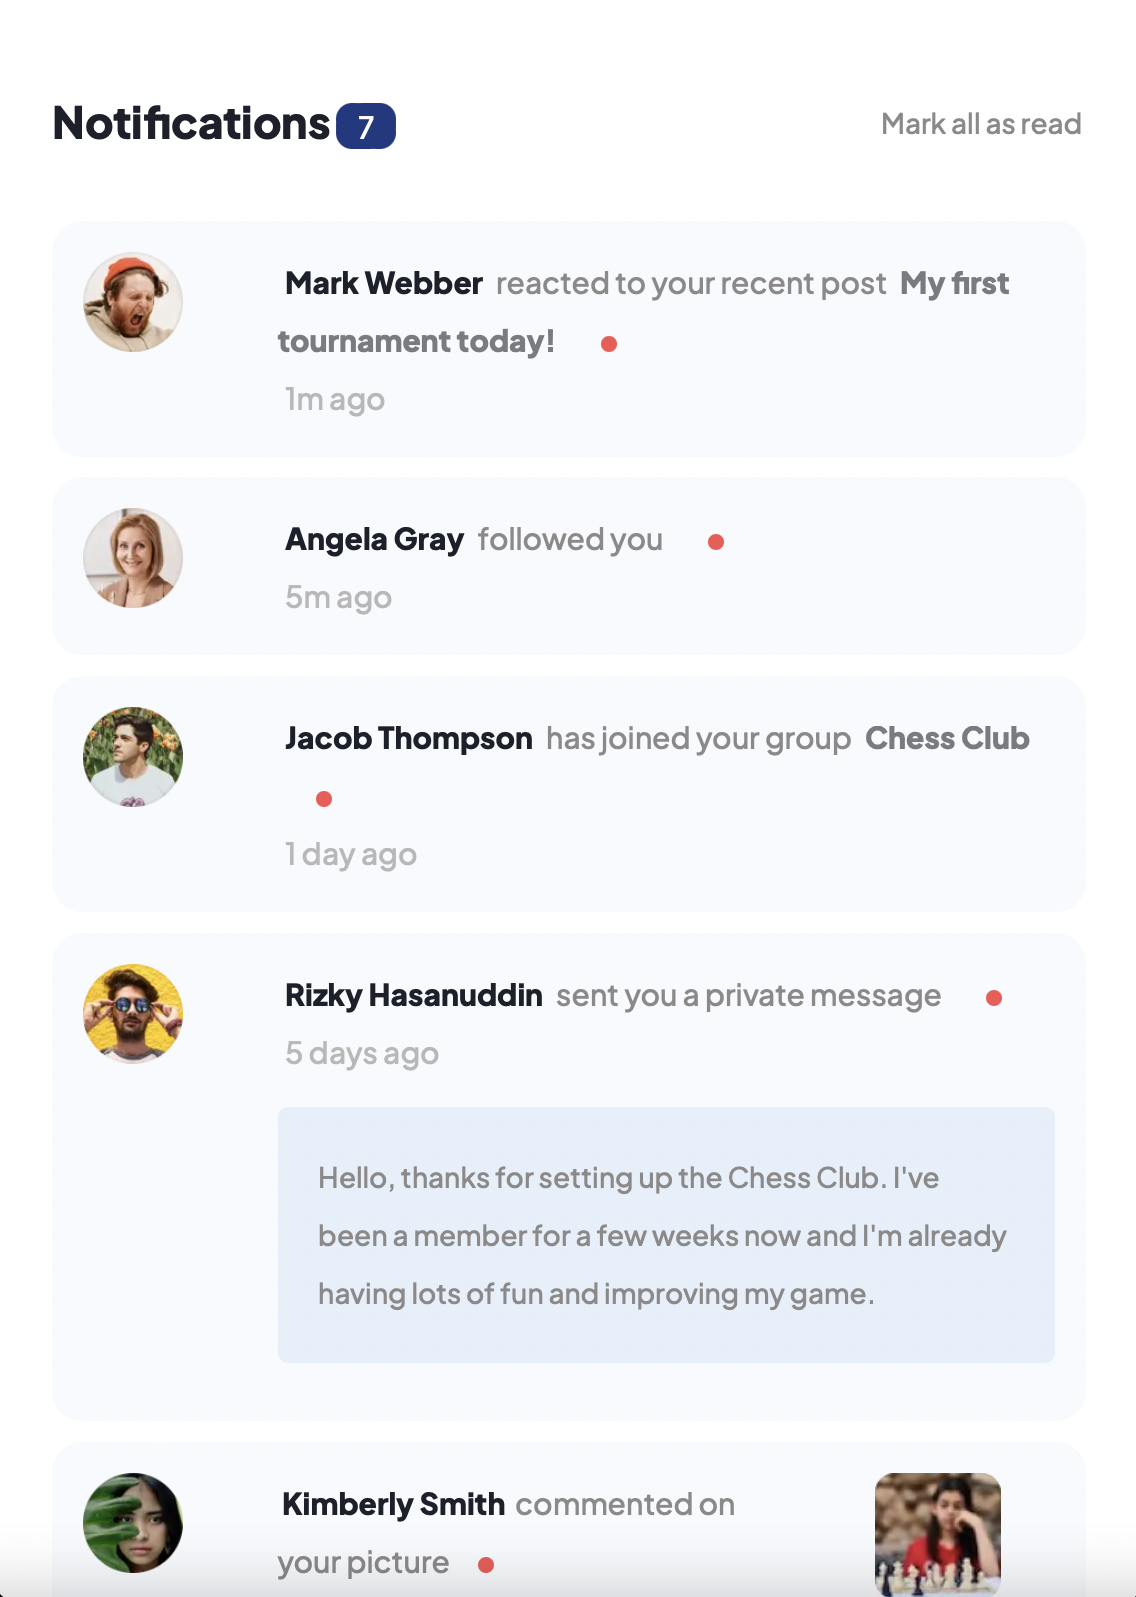 Notifications 7
Mark all as read
Mark Webber reacted to your recent post My first
tournament today!
1m ago
Angela Gray followed you
5m ago
Jacob Thompson has joined your group Chess Club
1 day ago
Rizky Hasanuddin sent you a private message
5 days ago
Hello, thanks for setting up the Chess Club. I've
been a member for a few weeks now and I'm already
having lots of fun and improving my game.
Kimberly Smith commented on
your picture